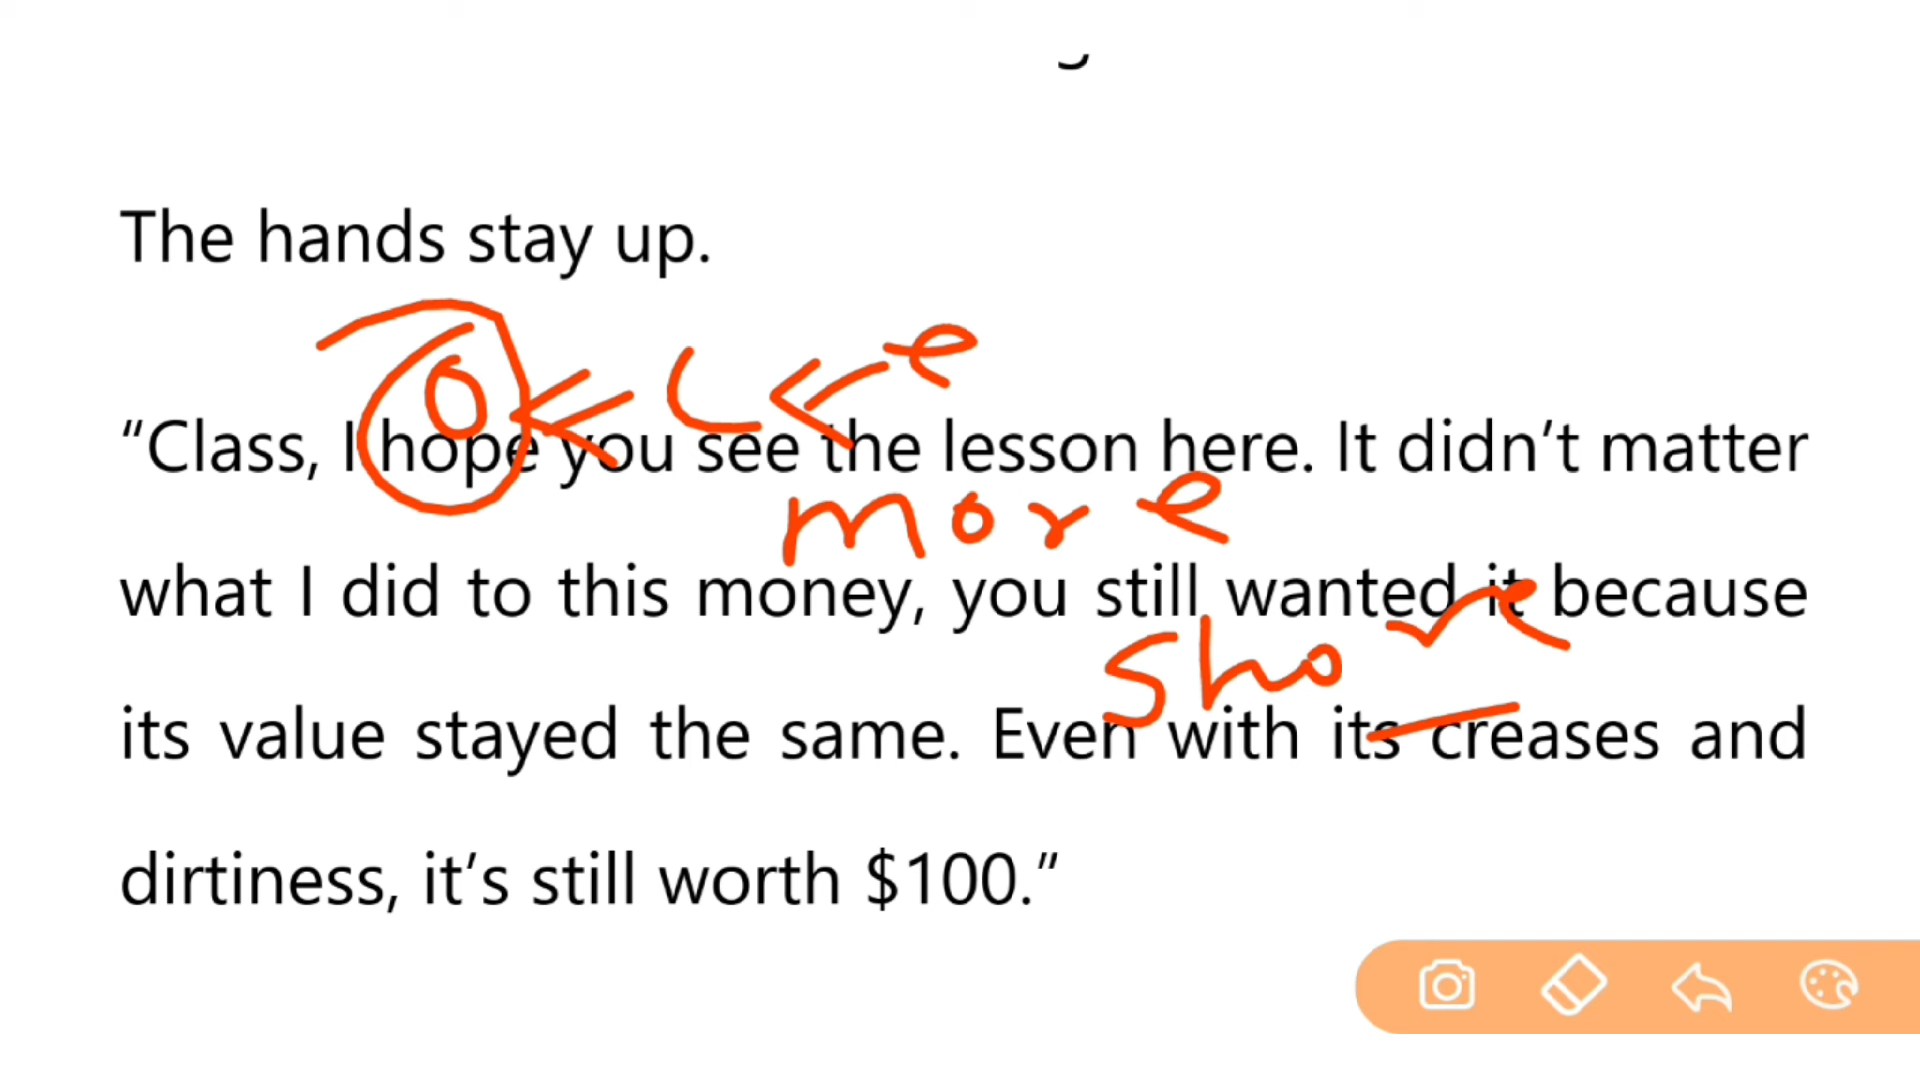 The hands stay up.
o c e
“Class, I hope you see the lesson here. It didn’t matter
more
what I did to this money, you still wanted it because
shore
its value stayed the same. Even with its creases and
dirtiness, it’s still worth $100.”